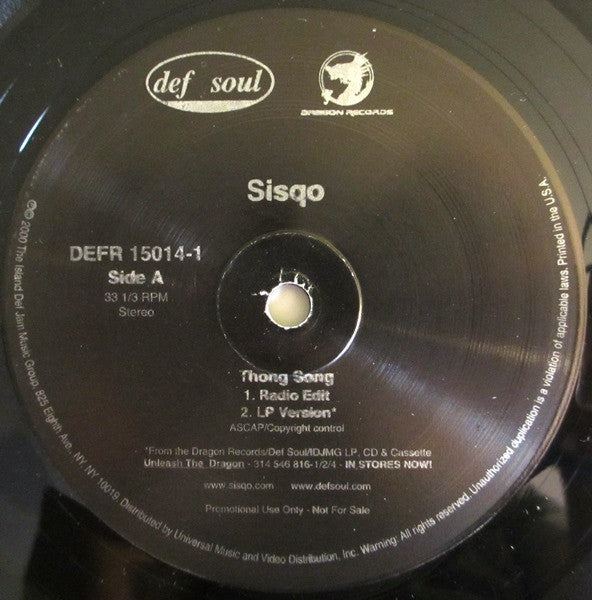 def soul
DRAGON RECORDS
Sisqo
DEFR 15014-1
Side A
33 1/3 RPM
Stereo
Thong Song
1. Radio Edit
2. LP Version*
ASCAP/Copyright control
*From the Dragon Records/Def Soul/IDJMG LP, CD & Cassette
Unleash The Dragon - 314 546 816-1/2/4 - IN STORES NOW!
www.sisqo.com www.defsoul.com
Promotional Use Only - Not For Sale
℗© 2000 The Island Def Jam Music Group, 825 Eighth Ave., NY, NY 10019. Distributed by Universal Music and Video Distribution, Inc. Warning: All rights reserved. Unauthorized duplication is a violation of applicable laws. Printed in the U.S.A.